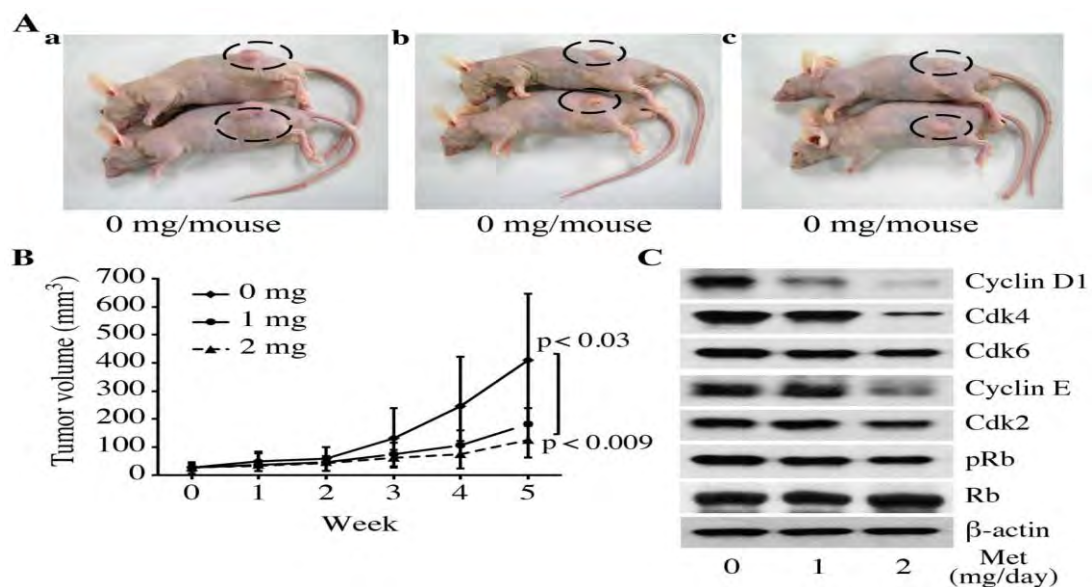 A
a
b
c
0 mg/mouse
0 mg/mouse
0 mg/mouse
B
700
600
500
400
300
200
100
0
Tumor volume (mm³)
0 mg
1 mg
2 mg
p< 0.03
p < 0.009
0 1 2 3 4 5
Week
C
Cyclin D1
Cdk4
Cdk6
Cyclin E
Cdk2
pRb
Rb
β-actin
0 1 2 Met
(mg/day)